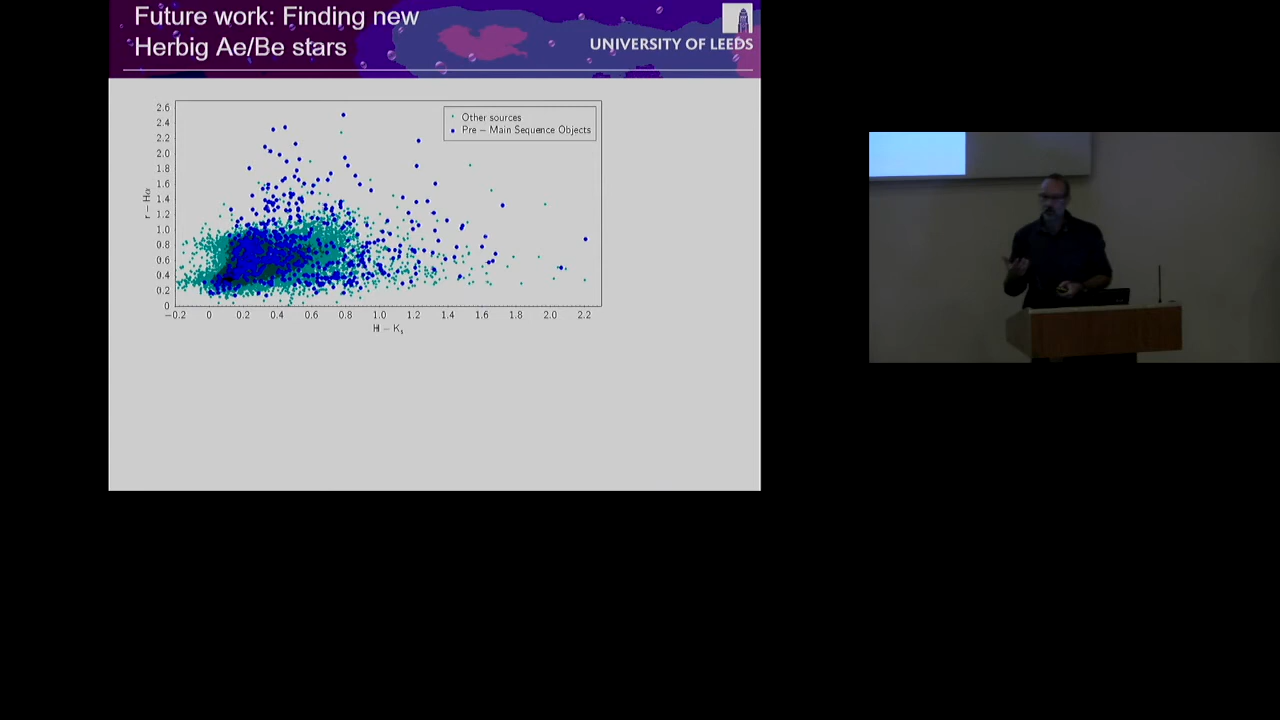 Future work: Finding new
Herbig Ae/Be stars
UNIVERSITY OF LEEDS
Other sources
Pre − Main Sequence Objects
2.6
2.4
2.2
2.0
1.8
1.6
1.4
1.2
1.0
0.8
0.6
0.4
0.2
0
r − Hα
−0.2 0 0.2 0.4 0.6 0.8 1.0 1.2 1.4 1.6 1.8 2.0 2.2
H − Ks